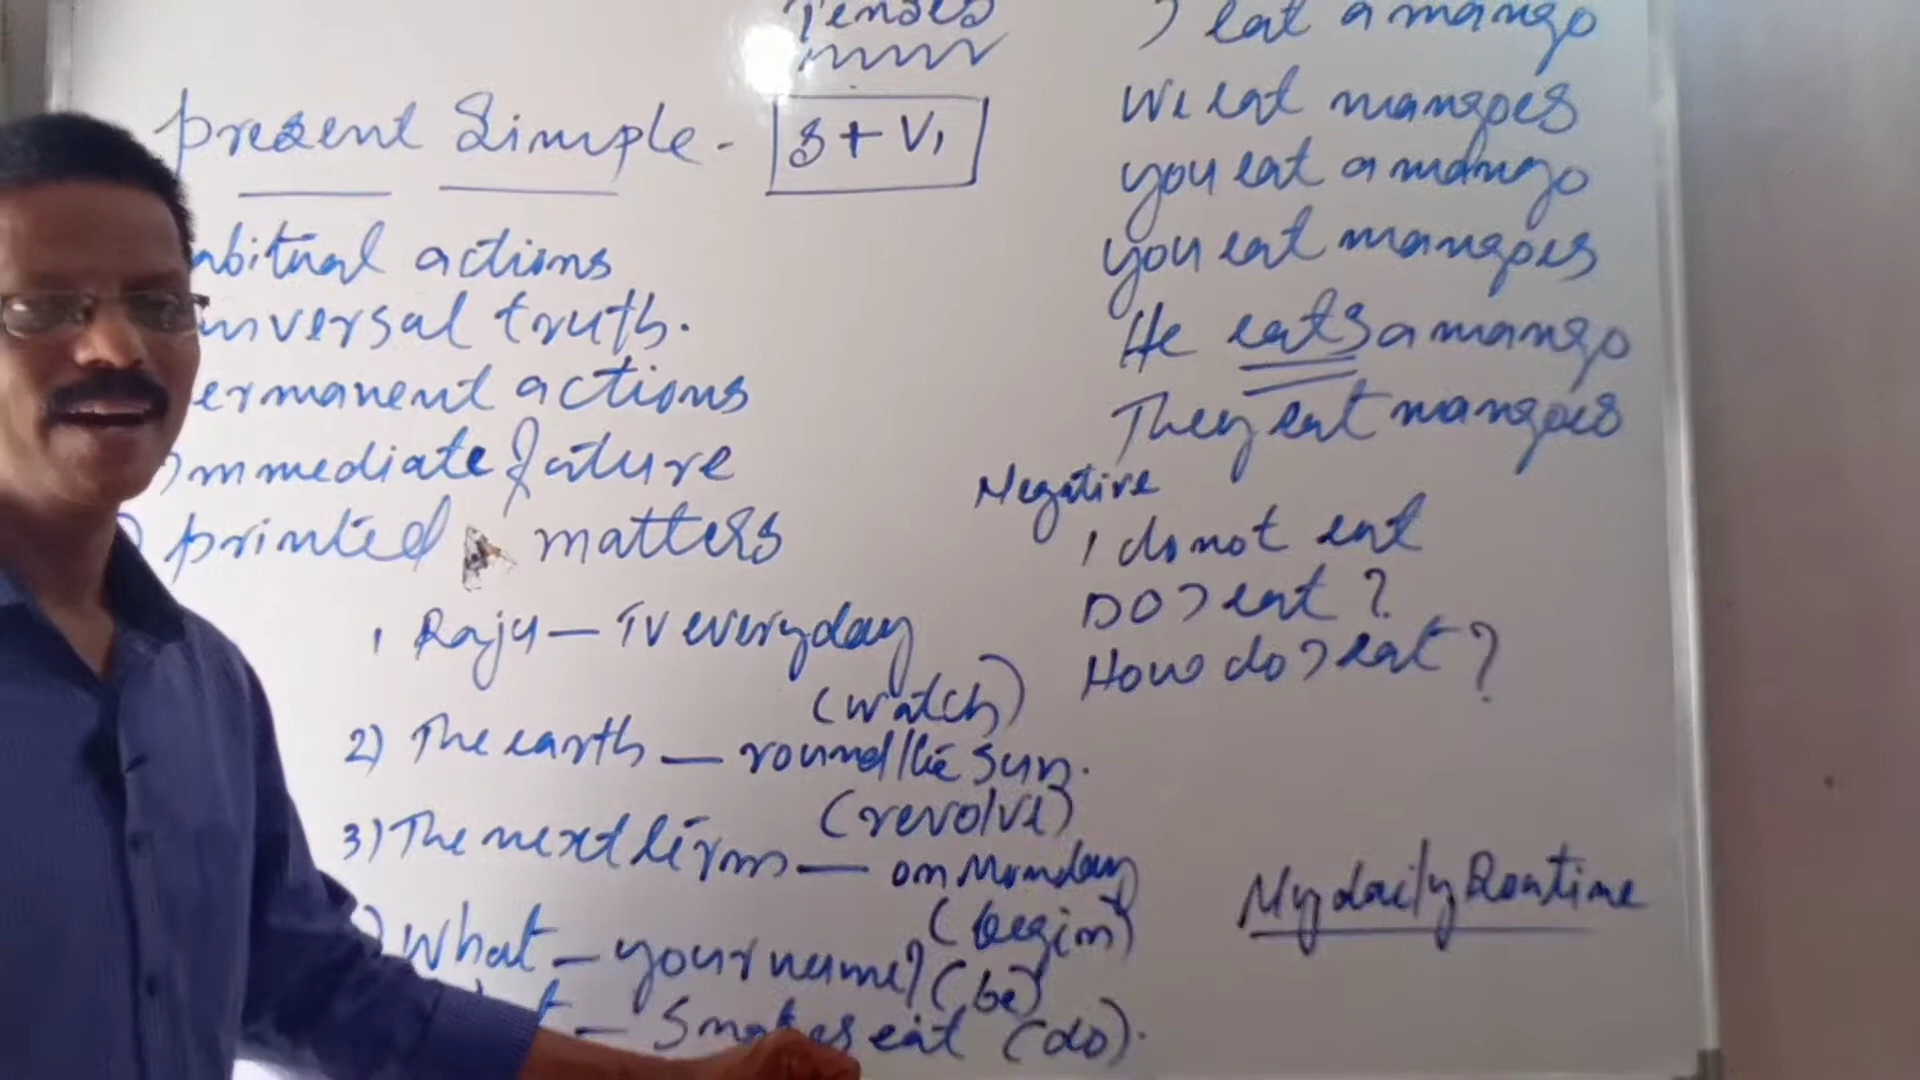 Tenses
Present Simple - S + V1
abitual actions
universal truth.
ermanent actions
Immediate future
printed matters
1 Raju — TV everyday
(watch)
2) The earth — round the sun.
(revolve)
3) The next term — on Monday
(begin)
) What — your name? (be)
t — Snakes eat (do).
I eat a mango
We eat mangoes
you eat a mango
you eat mangoes
He eats a mango
They eat mangoes
Negative
I do not eat
Do I eat ?
How do I eat ?
My daily Routine